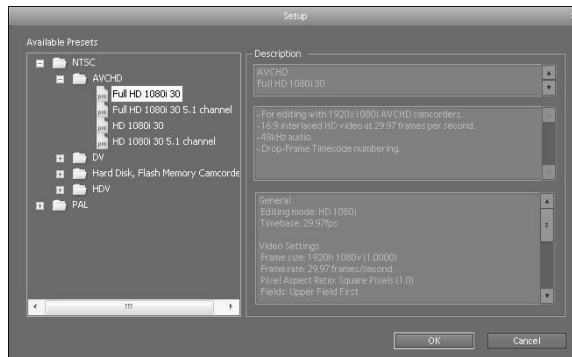 Setup
Available Presets
NTSC
AVCHD
Full HD 1080i 30
Full HD 1080i 30 5.1 channel
HD 1080i 30
HD 1080i 30 5.1 channel
DV
Hard Disk, Flash Memory Camcorde
HDV
PAL
Description
AVCHD
Full HD 1080i 30
- For editing with 1920x1080i AVCHD camcorders.
- 16:9 interlaced HD video at 29.97 frames per second.
- 48kHz audio.
- Drop-Frame Timecode numbering.
General
Editing mode: HD 1080i
Timebase: 29.97fps
Video Settings
Frame size: 1920h 1080v (1.0000)
Frame rate: 29.97 frames/second
Pixel Aspect Ratio: Square Pixels (1.0)
Fields: Upper Field First
OK
Cancel